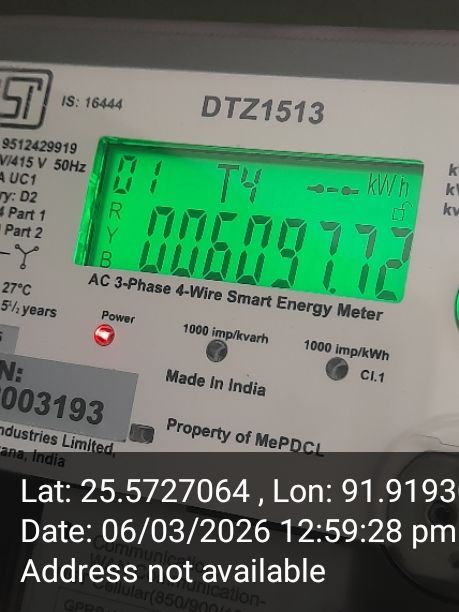 IS: 16444
DTZ1513
9512429919
V/415 V 50Hz
A UC1
ry: D2
4 Part 1
0 Part 2
27°C
5½ years
01 T4 kWh
R
Y
B
006097.72
AC 3-Phase 4-Wire Smart Energy Meter
Power
1000 imp/kvarh
1000 imp/kWh
Cl.1
Made In India
N:
003193
Property of MePDCL
ndustries Limited,
ana, India
Lat: 25.5727064 , Lon: 91.9193
Date: 06/03/2026 12:59:28 pm
Address not available